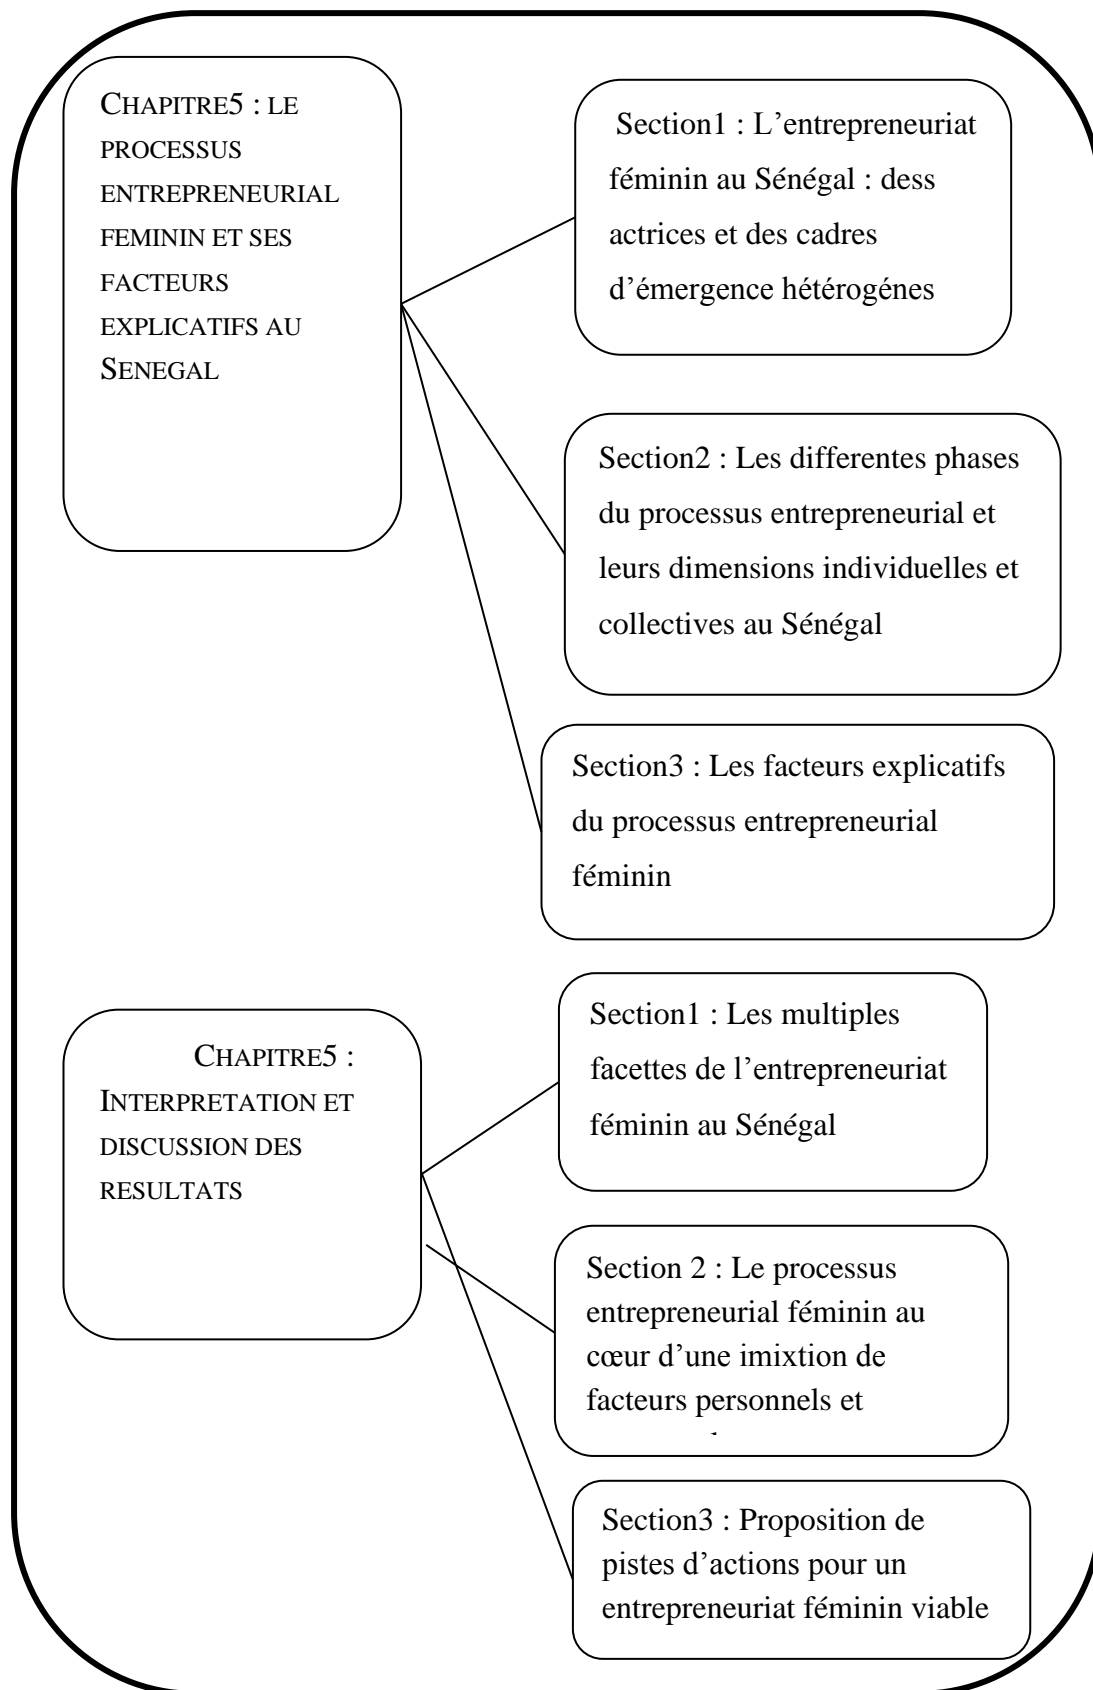 CHAPITRE5 : LE
PROCESSUS
ENTREPRENEURIAL
FEMININ ET SES
FACTEURS
EXPLICATIFS AU
SENEGAL
Section1 : L’entrepreneuriat
féminin au Sénégal : dess
actrices et des cadres
d’émergence hétérogénes
Section2 : Les differentes phases
du processus entrepreneurial et
leurs dimensions individuelles et
collectives au Sénégal
Section3 : Les facteurs explicatifs
du processus entrepreneurial
féminin
CHAPITRE5 :
INTERPRETATION ET
DISCUSSION DES
RESULTATS
Section1 : Les multiples
facettes de l’entrepreneuriat
féminin au Sénégal
Section 2 : Le processus
entrepreneurial féminin au
cœur d’une imixtion de
facteurs personnels et
Section3 : Proposition de
pistes d’actions pour un
entrepreneuriat féminin viable